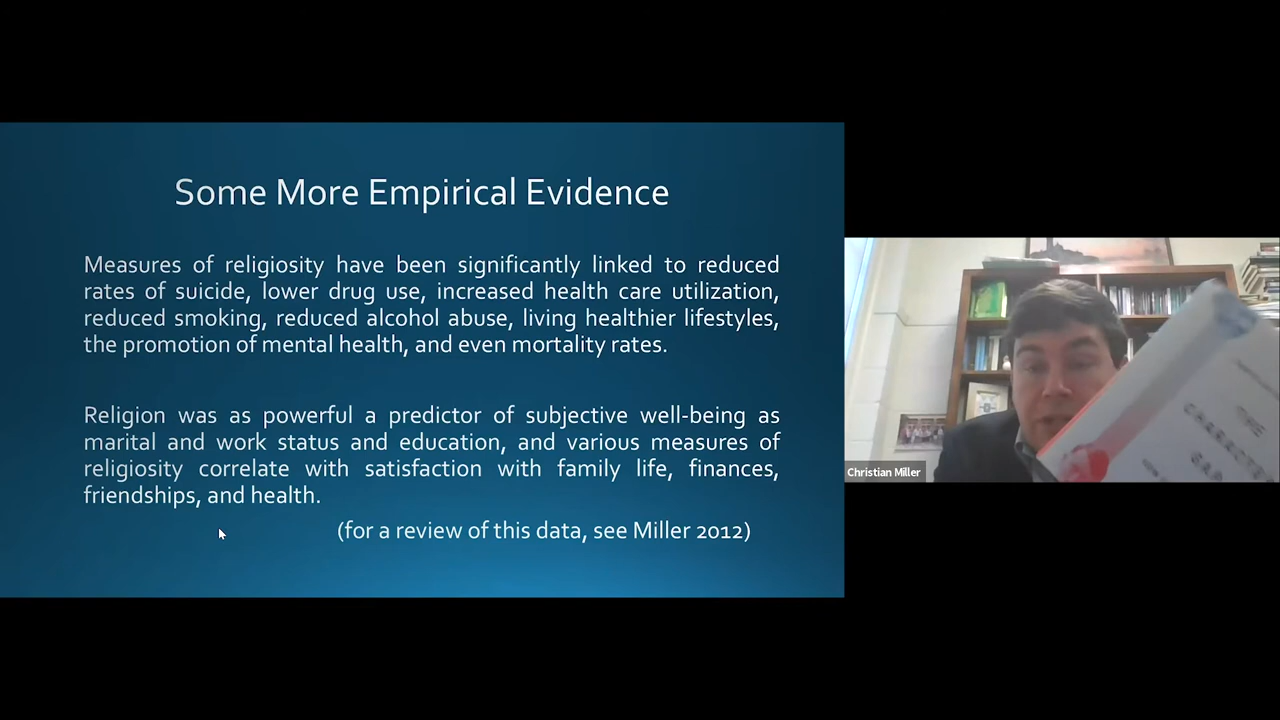 Some More Empirical Evidence
Measures of religiosity have been significantly linked to reduced
rates of suicide, lower drug use, increased health care utilization,
reduced smoking, reduced alcohol abuse, living healthier lifestyles,
the promotion of mental health, and even mortality rates.
Religion was as powerful a predictor of subjective well-being as
marital and work status and education, and various measures of
religiosity correlate with satisfaction with family life, finances,
friendships, and health.
(for a review of this data, see Miller 2012)
Christian Miller
THE
CHARACTER
GAP